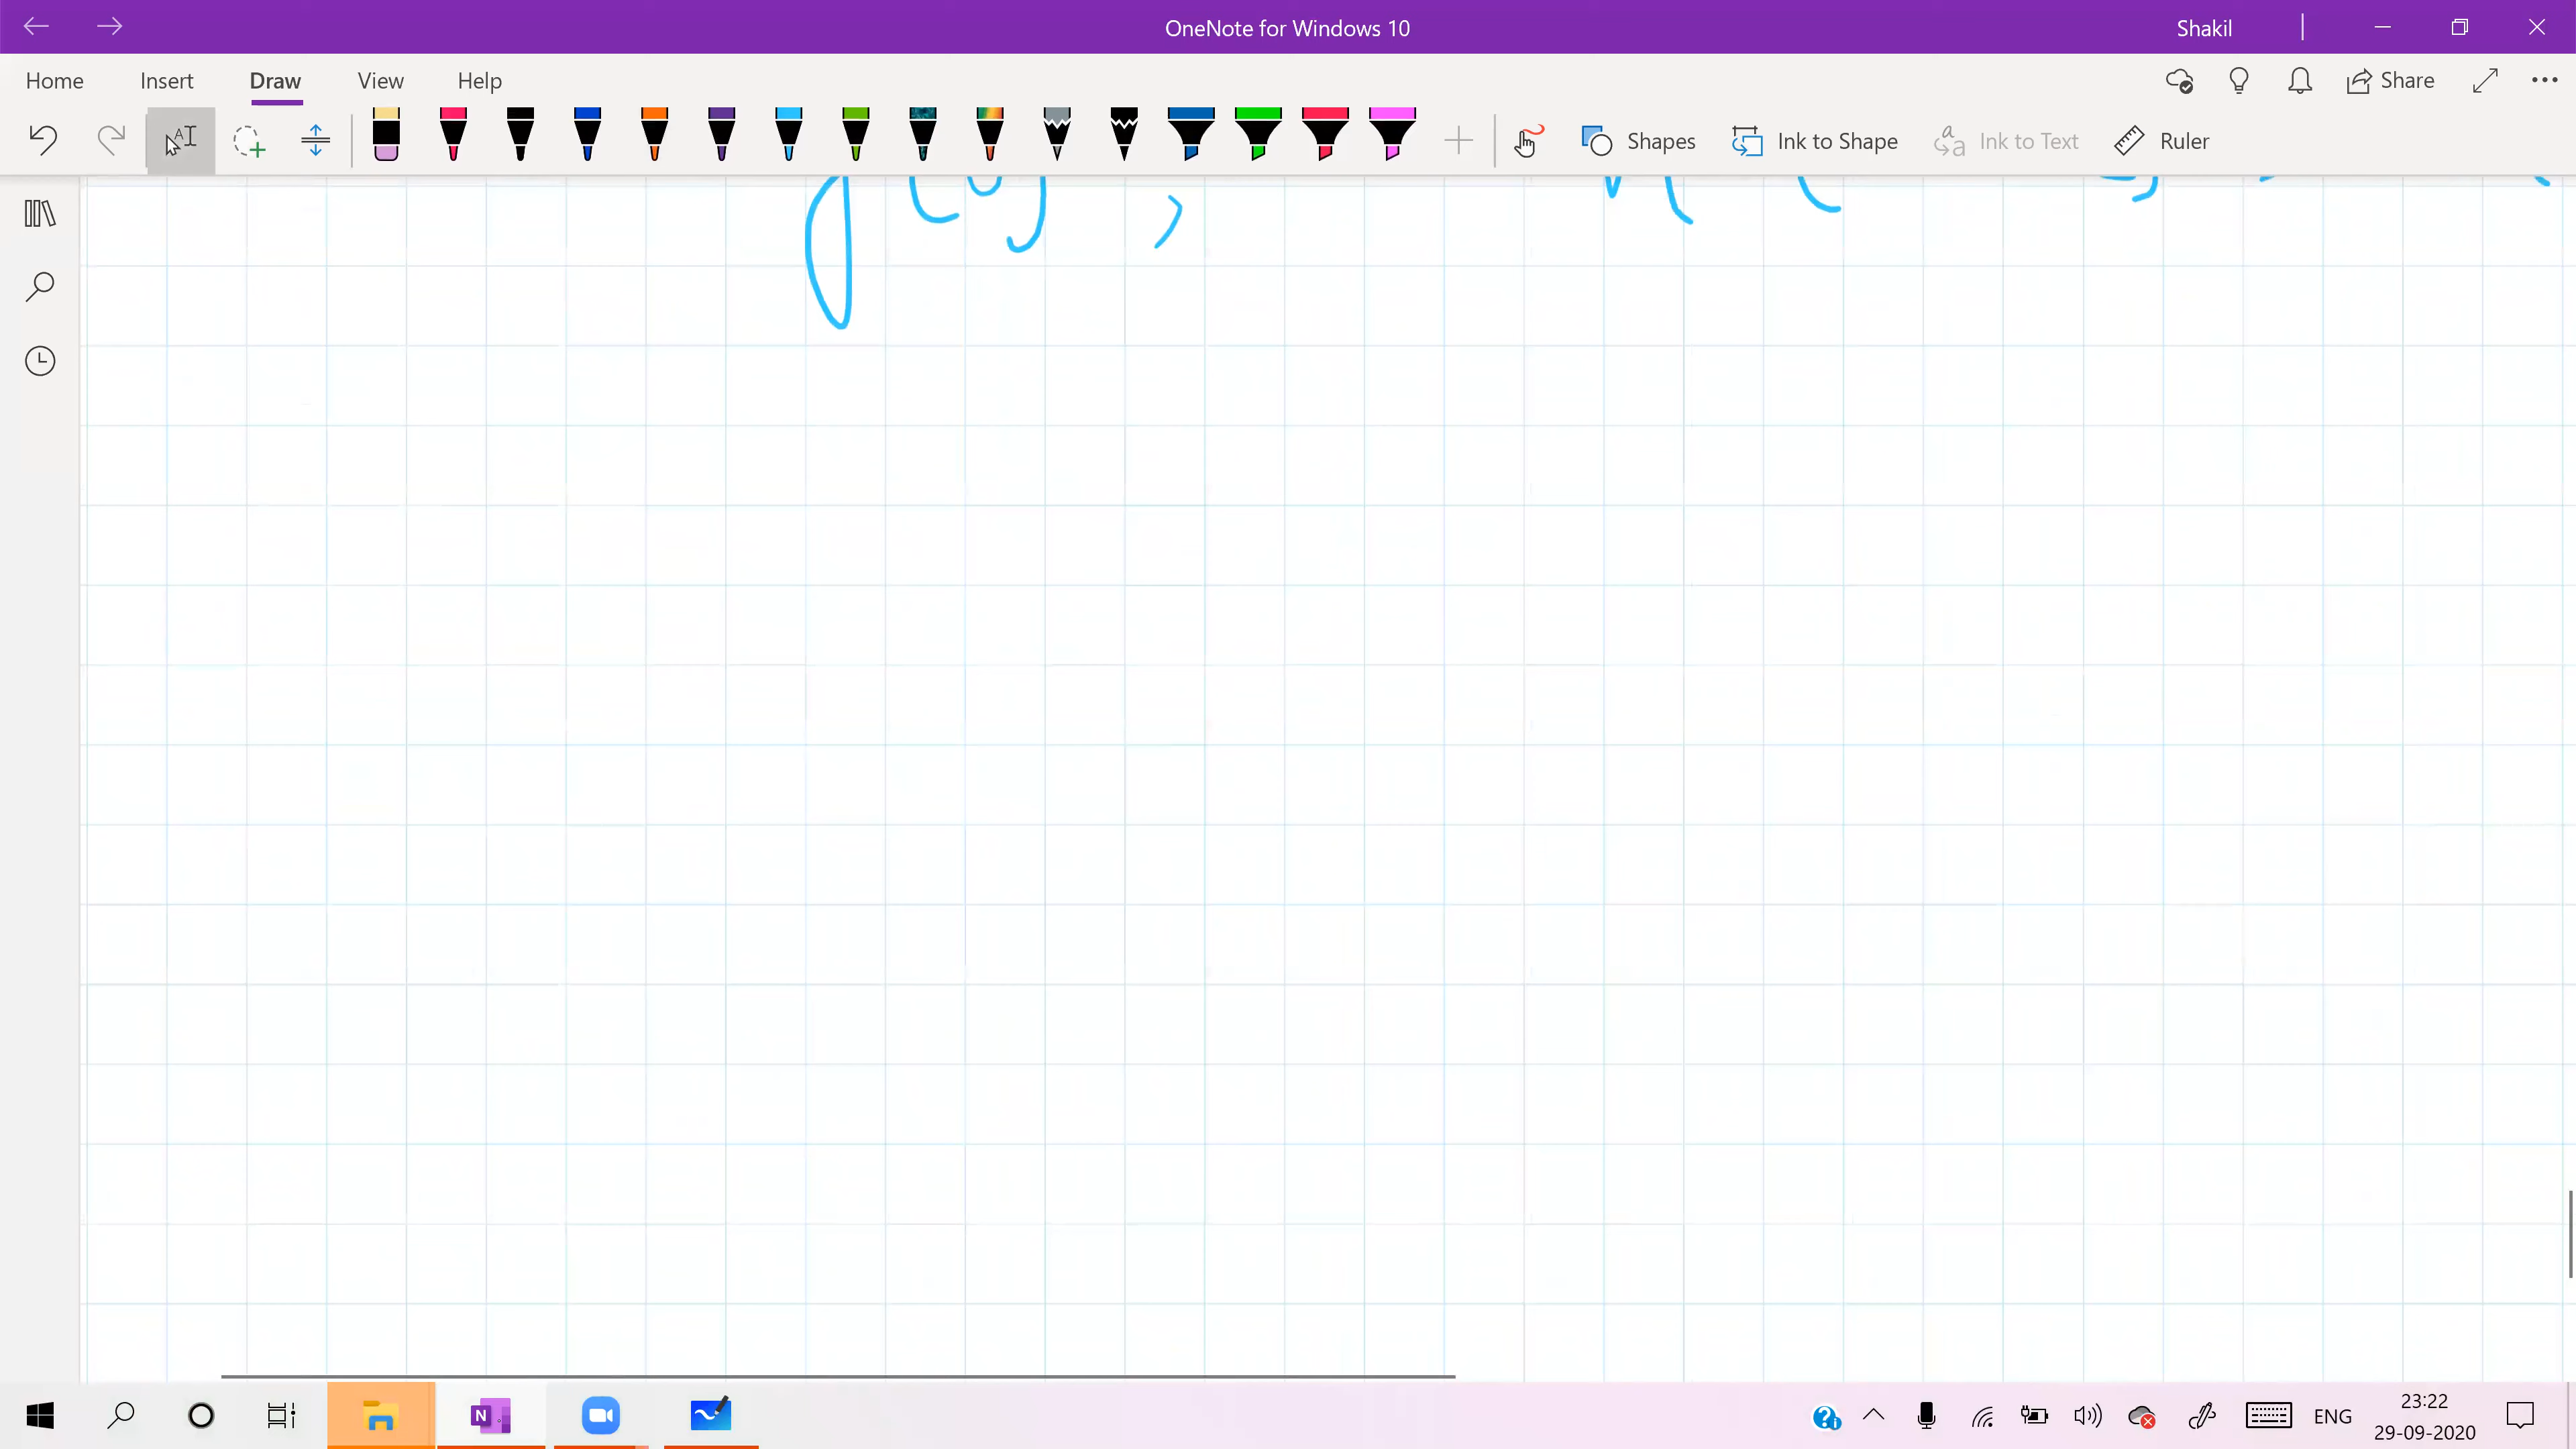 OneNote for Windows 10
Shakil
Home Insert Draw View Help
Share
Shapes
Ink to Shape
Ink to Text
Ruler
ENG
23:22
29-09-2020